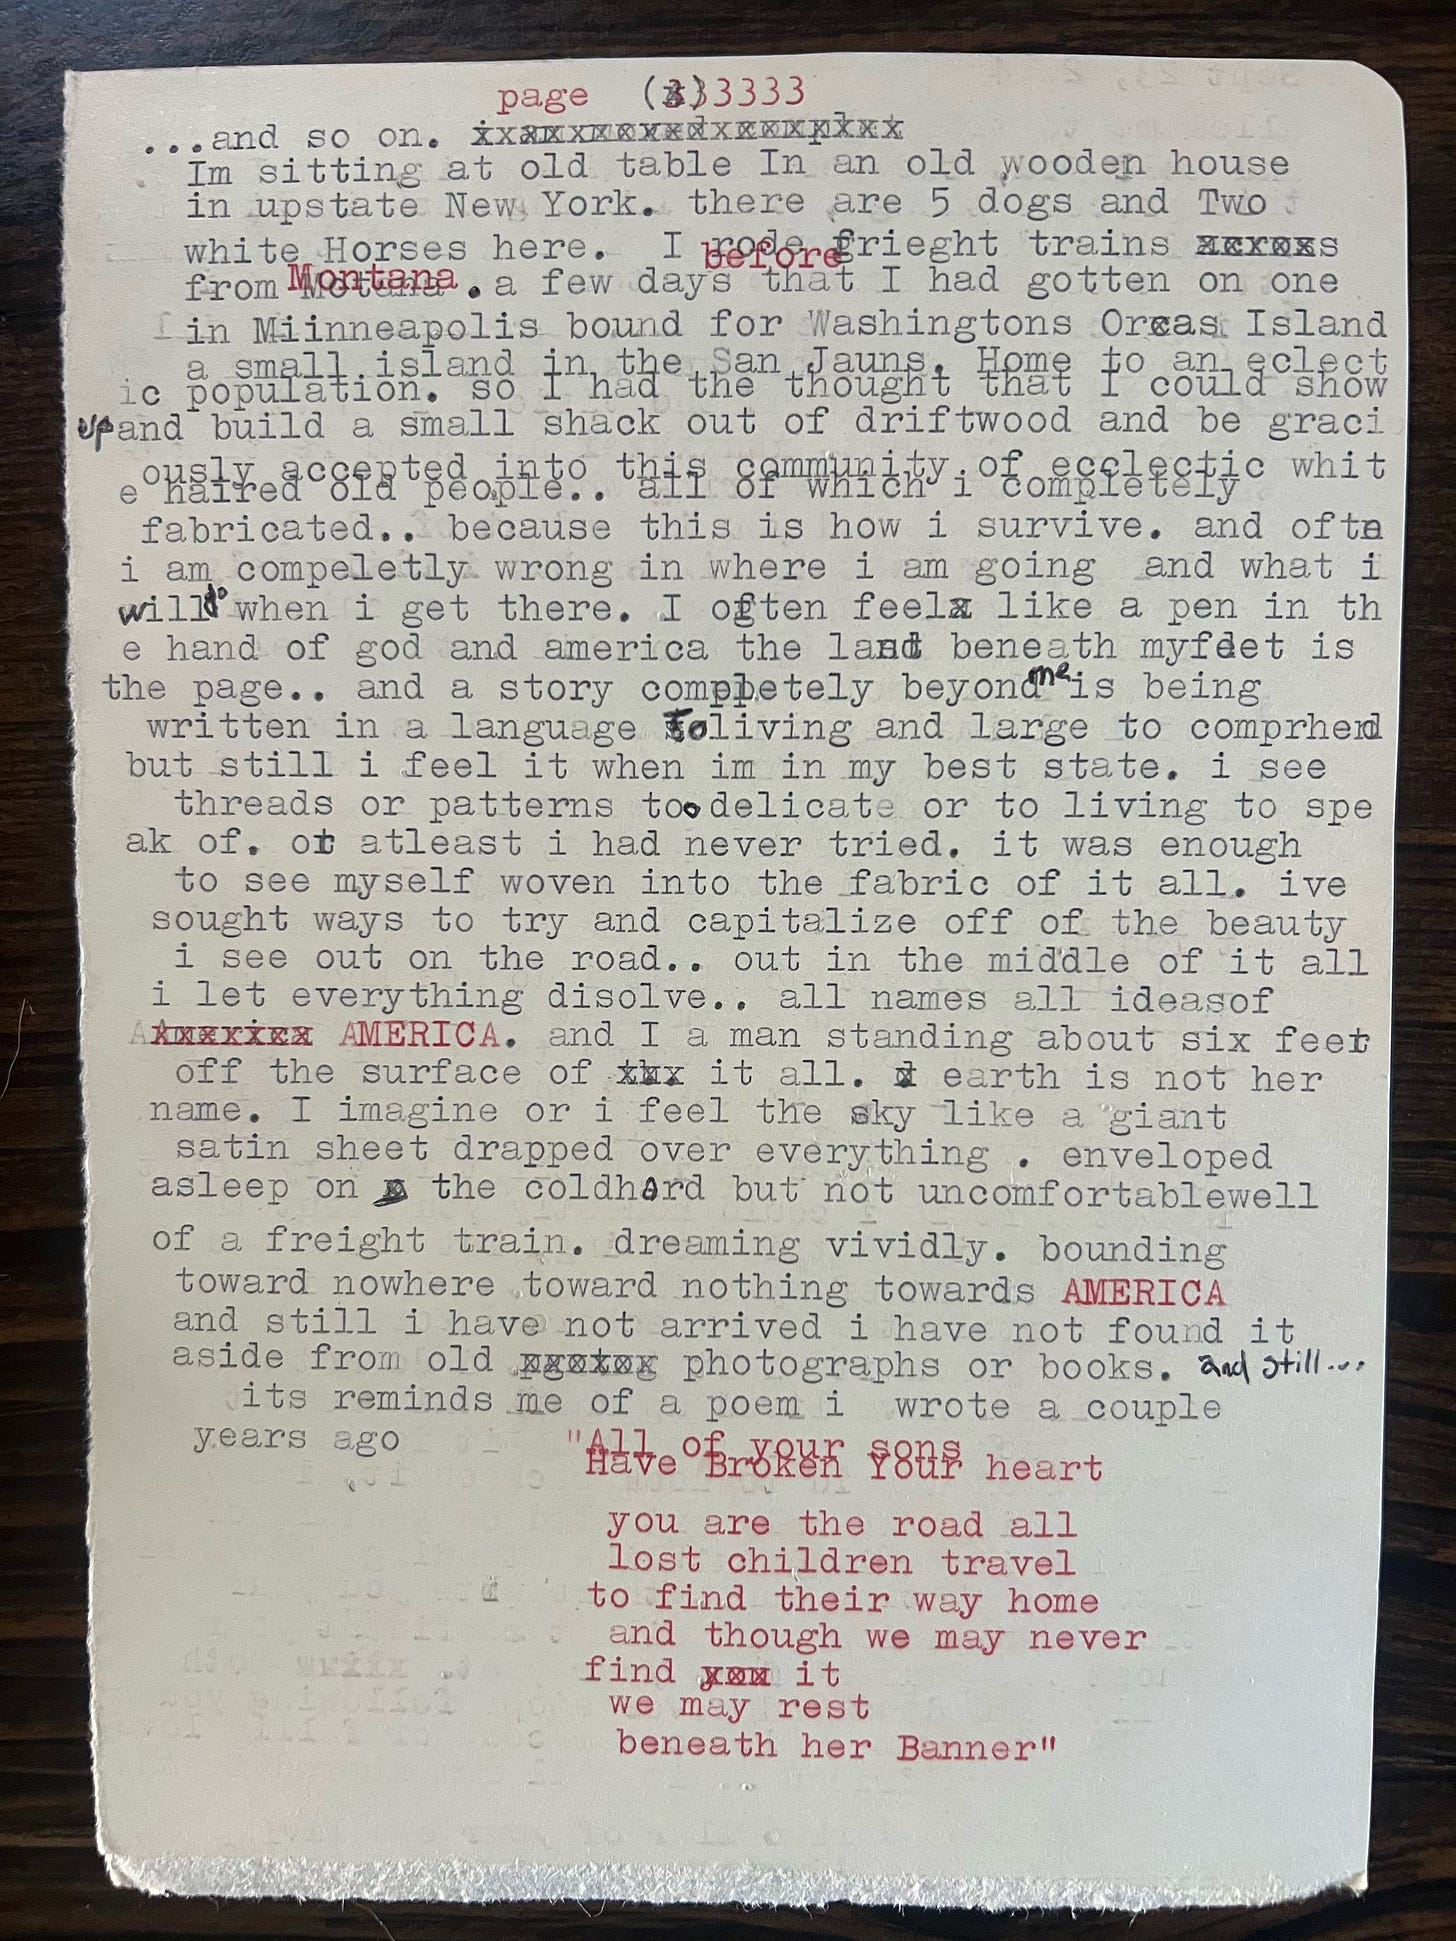 page (3)33333
...and so on.
Im sitting at old table In an old wooden house
in upstate New York. there are 5 dogs and Two
white Horses here. I rode frieght trains
from Montana . a few days before that I had gotten on one
in Miinneapolis bound for Washingtons Orcas Island
a small island in the San Jauns. Home to an eclect
ic population. so I had the thought that I could show
up and build a small shack out of driftwood and be graci
ously accepted into this community of ecclectic whit
e haired old people.. all of which i completely
fabricated.. because this is how i survive. and often
i am compeletly wrong in where i am going and what i
will do when i get there. I often feel like a pen in th
e hand of god and america the land beneath myfeet is
the page.. and a story completely beyond me is being
written in a language To living and large to comprhend
but still i feel it when im in my best state. i see
threads or patterns too delicate or to living to spe
ak of. or atleast i had never tried. it was enough
to see myself woven into the fabric of it all. ive
sought ways to try and capitalize off of the beauty
i see out on the road.. out in the middle of it all
i let everything disolve.. all names all ideasof
AMERICA. and I a man standing about six feet
off the surface of it all. earth is not her
name. I imagine or i feel the sky like a giant
satin sheet drapped over everything . enveloped
asleep on the coldhard but not uncomfortablewell
of a freight train. dreaming vividly. bounding
toward nowhere toward nothing towards AMERICA
and still i have not arrived i have not found it
aside from old photographs or books. and still...
its reminds me of a poem i wrote a couple
years ago "All of your sons
Have Broken Your heart
you are the road all
lost children travel
to find their way home
and though we may never
find it
we may rest
beneath her Banner"